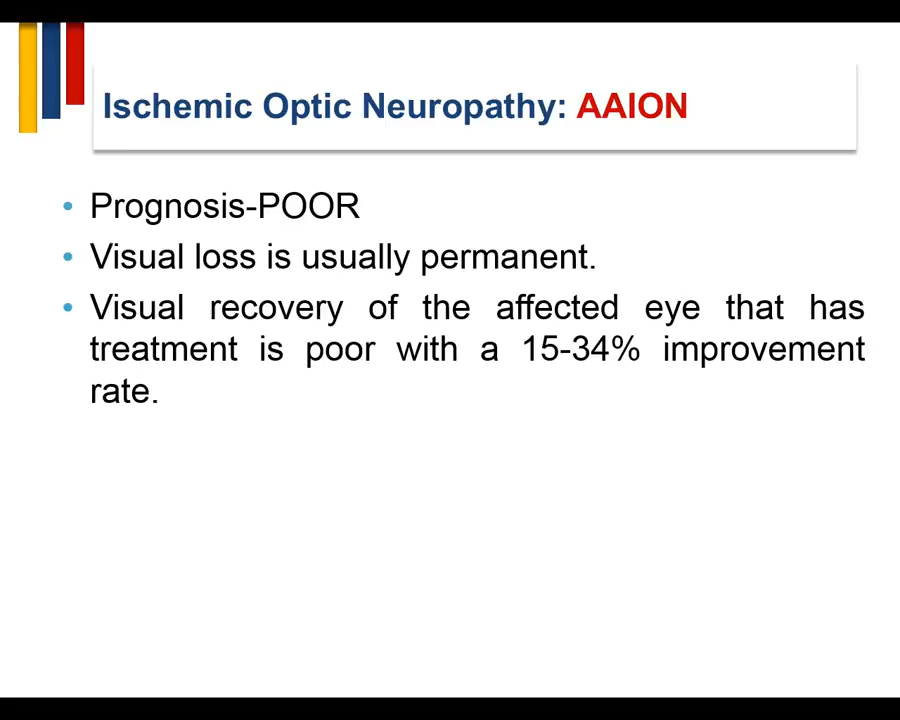 Ischemic Optic Neuropathy: AAION
• Prognosis-POOR
• Visual loss is usually permanent.
• Visual recovery of the affected eye that has
treatment is poor with a 15-34% improvement
rate.